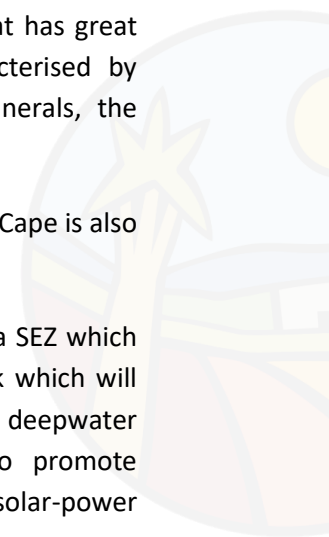 at has great
cterised by
nerals, the
Cape is also
a SEZ which
k which will
deepwater
o promote
solar-power